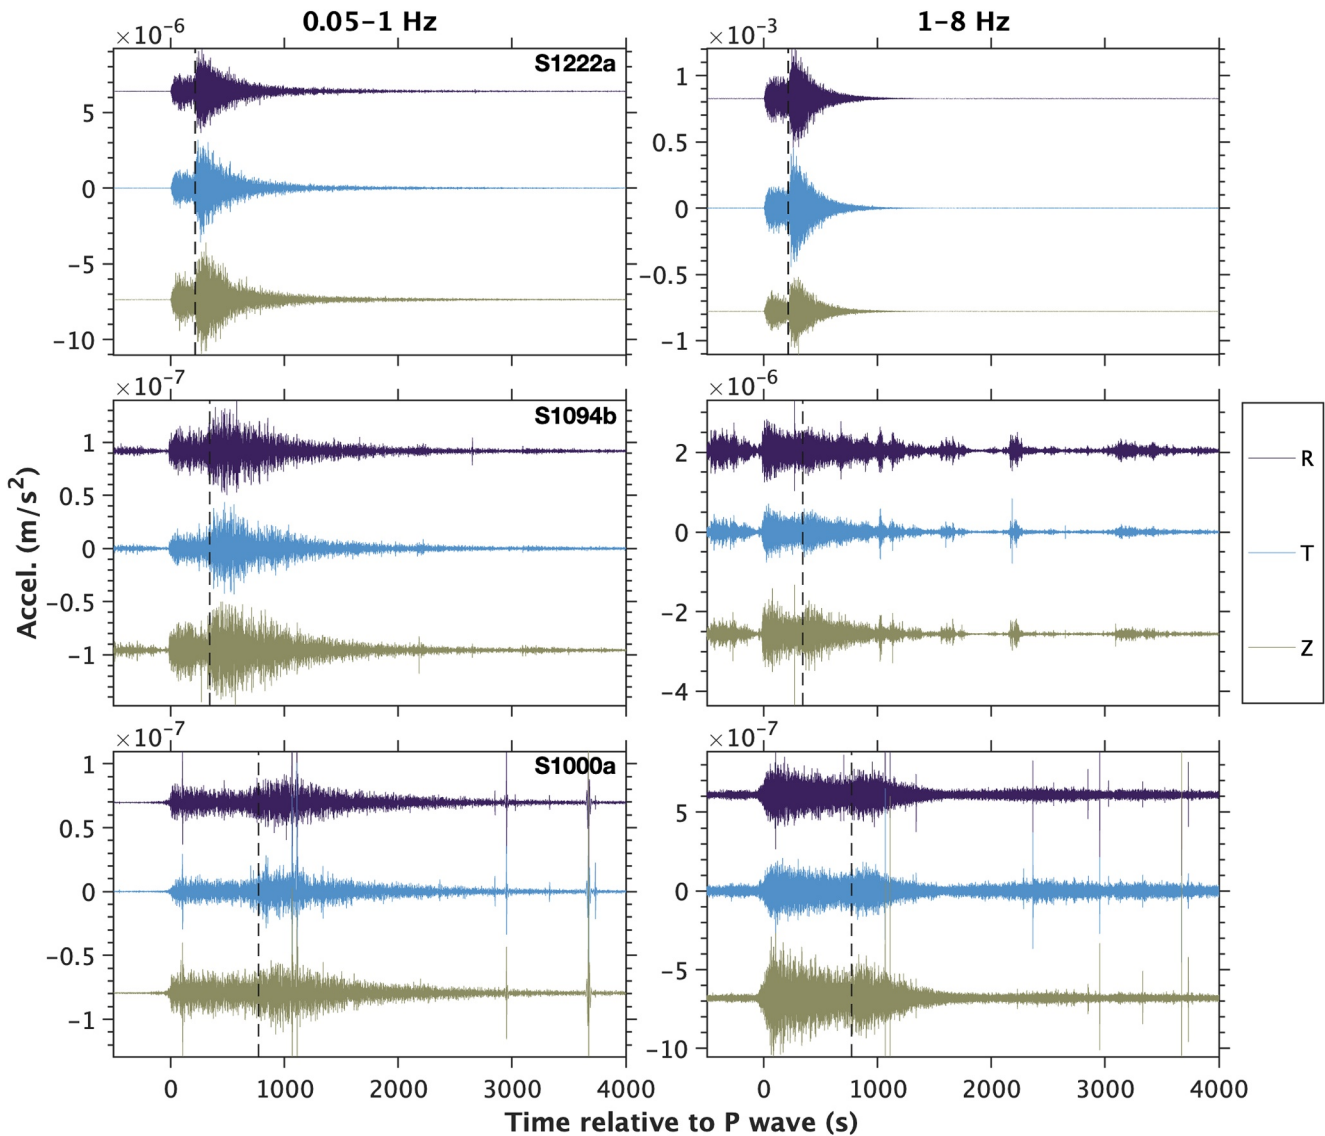 0.05–1 Hz
1–8 Hz
×10⁻⁶
S1222a
5
0
−5
−10
×10⁻³
1
0.5
0
−0.5
−1
×10⁻⁷
S1094b
1
0.5
0
−0.5
−1
×10⁻⁶
2
0
−2
−4
R
T
Z
Accel. (m/s²)
×10⁻⁷
S1000a
1
0.5
0
−0.5
−1
×10⁻⁷
5
0
−5
−10
0 1000 2000 3000 4000
0 1000 2000 3000 4000
Time relative to P wave (s)